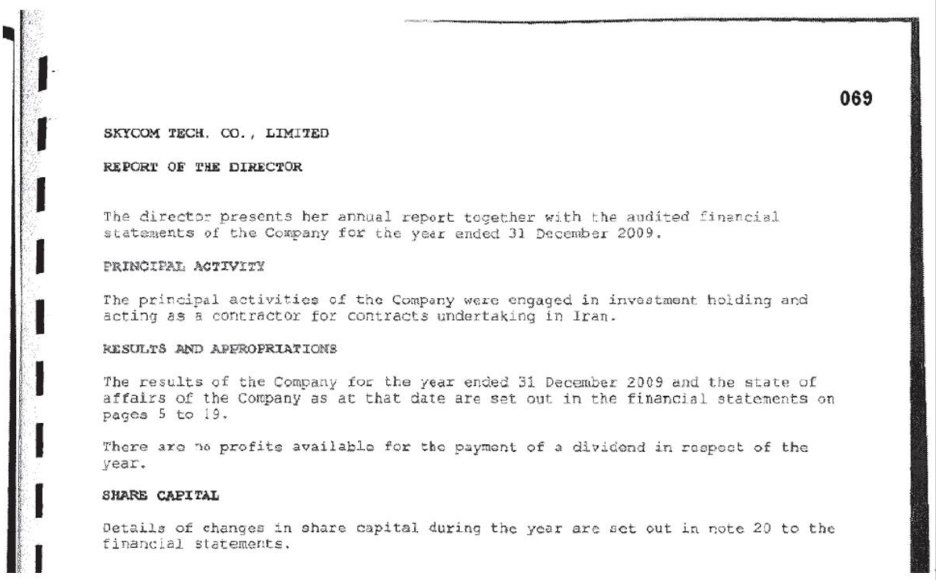 069
SKYCOM TECH. CO., LIMITED
REPORT OF THE DIRECTOR
The director presents her annual report together with the audited financial
statements of the Company for the year ended 31 December 2009.
PRINCIPAL ACTIVITY
The principal activities of the Company were engaged in investment holding and
acting as a contractor for contracts undertaking in Iran.
RESULTS AND APPROPRIATIONS
The results of the Company for the year ended 31 December 2009 and the state of
affairs of the Company as at that date are set out in the financial statements on
pages 5 to 19.
There are no profits available for the payment of a dividend in respect of the
year.
SHARE CAPITAL
Details of changes in share capital during the year are set out in note 20 to the
financial statements.